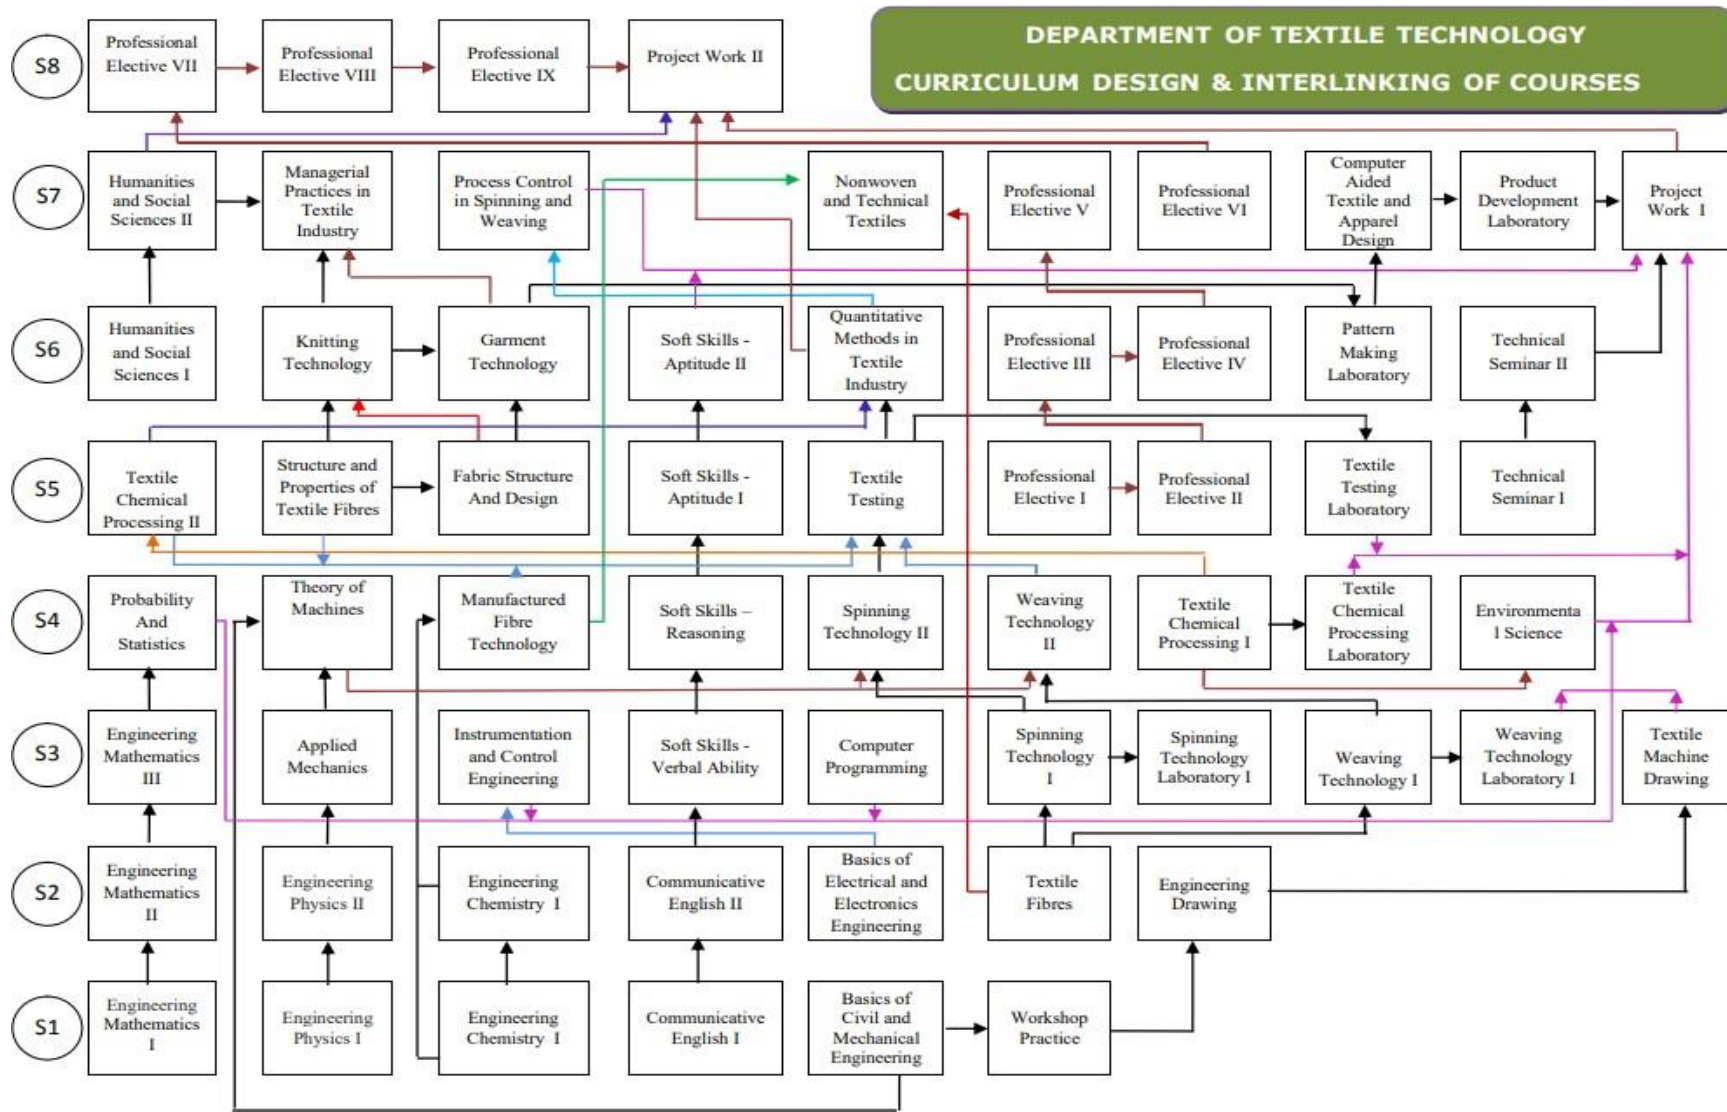 DEPARTMENT OF TEXTILE TECHNOLOGY
CURRICULUM DESIGN & INTERLINKING OF COURSES
S8
Professional
Elective VII
Professional
Elective VIII
Professional
Elective IX
Project Work II
S7
Humanities
and Social
Sciences II
Managerial
Practices in
Textile
Industry
Process Control
in Spinning and
Weaving
Nonwoven
and Technical
Textiles
Professional
Elective V
Professional
Elective VI
Computer
Aided
Textile and
Apparel
Design
Product
Development
Laboratory
Project
Work I
S6
Humanities
and Social
Sciences I
Knitting
Technology
Garment
Technology
Soft Skills -
Aptitude II
Quantitative
Methods in
Textile
Industry
Professional
Elective III
Professional
Elective IV
Pattern
Making
Laboratory
Technical
Seminar II
S5
Textile
Chemical
Processing II
Structure and
Properties of
Textile Fibres
Fabric Structure
And Design
Soft Skills -
Aptitude I
Textile
Testing
Professional
Elective I
Professional
Elective II
Textile
Testing
Laboratory
Technical
Seminar I
S4
Probability
And
Statistics
Theory of
Machines
Manufactured
Fibre
Technology
Soft Skills –
Reasoning
Spinning
Technology II
Weaving
Technology
II
Textile
Chemical
Processing I
Textile
Chemical
Processing
Laboratory
Environmenta
l Science
S3
Engineering
Mathematics
III
Applied
Mechanics
Instrumentation
and Control
Engineering
Soft Skills -
Verbal Ability
Computer
Programming
Spinning
Technology
I
Spinning
Technology
Laboratory I
Weaving
Technology I
Weaving
Technology
Laboratory I
Textile
Machine
Drawing
S2
Engineering
Mathematics
II
Engineering
Physics II
Engineering
Chemistry I
Communicative
English II
Basics of
Electrical and
Electronics
Engineering
Textile
Fibres
Engineering
Drawing
S1
Engineering
Mathematics
I
Engineering
Physics I
Engineering
Chemistry I
Communicative
English I
Basics of
Civil and
Mechanical
Engineering
Workshop
Practice